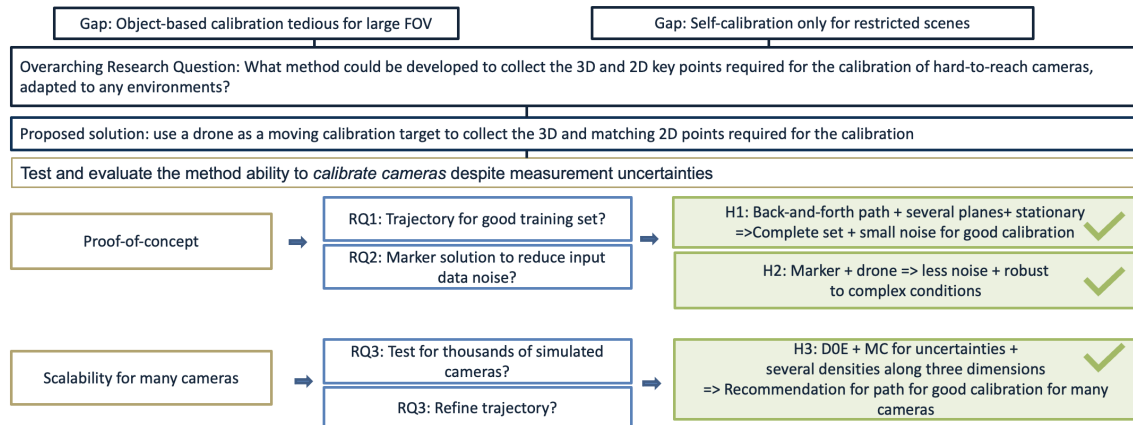 Gap: Object-based calibration tedious for large FOV
Gap: Self-calibration only for restricted scenes
Overarching Research Question: What method could be developed to collect the 3D and 2D key points required for the calibration of hard-to-reach cameras,
adapted to any environments?
Proposed solution: use a drone as a moving calibration target to collect the 3D and matching 2D points required for the calibration
Test and evaluate the method ability to calibrate cameras despite measurement uncertainties
Proof-of-concept
RQ1: Trajectory for good training set?
RQ2: Marker solution to reduce input
data noise?
H1: Back-and-forth path + several planes+ stationary
=>Complete set + small noise for good calibration
H2: Marker + drone => less noise + robust
to complex conditions
Scalability for many cameras
RQ3: Test for thousands of simulated
cameras?
RQ3: Refine trajectory?
H3: D0E + MC for uncertainties +
several densities along three dimensions
=> Recommendation for path for good calibration for many
cameras